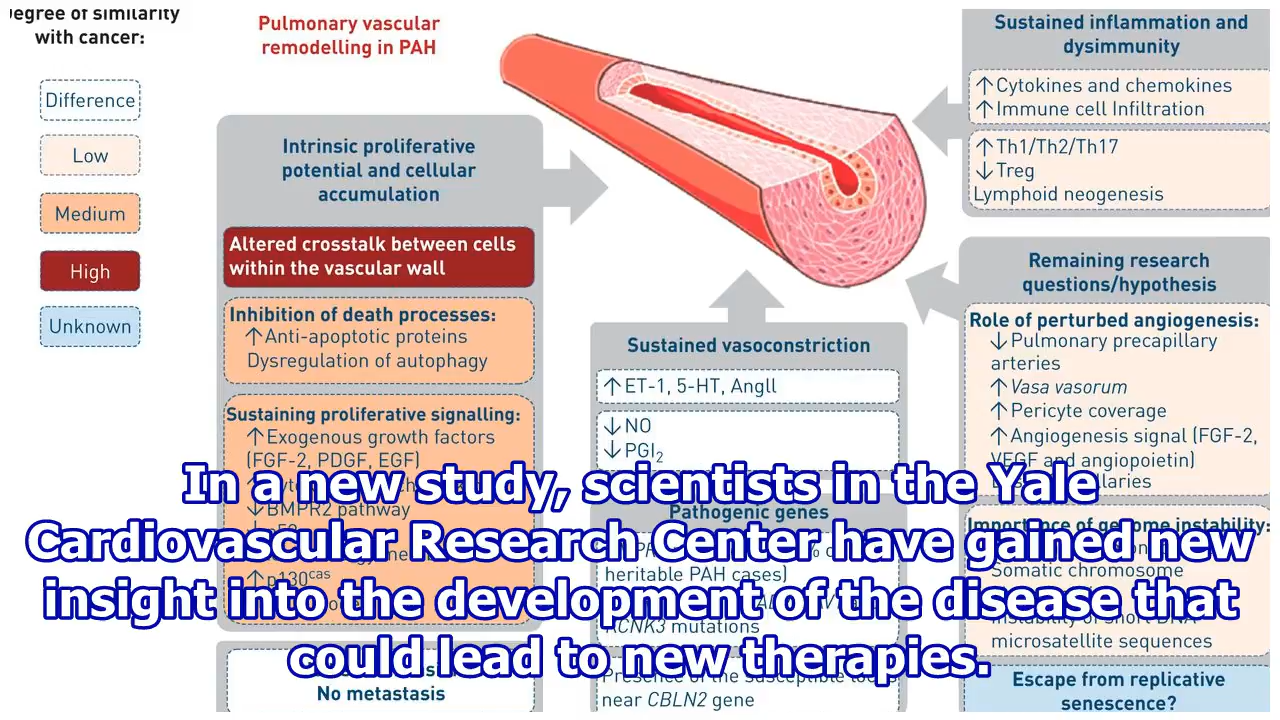 similarity
with cancer:
Difference
Low
Medium
High
Unknown
Pulmonary vascular
remodelling in PAH
Intrinsic proliferative
potential and cellular
accumulation
Altered crosstalk between cells
within the vascular wall
Inhibition of death processes:
↑Anti-apoptotic proteins
Dysregulation of autophagy
Sustaining proliferative signalling:
↑Exogenous growth factors
(FGF-2, PDGF, EGF)
↓BMPR2 pathway
↑p130cas
No metastasis
Sustained vasoconstriction
↑ET-1, 5-HT, AngII
↓NO
↓PGI2
Pathogenic genes
heritable PAH cases)
KCNK3 mutations
near CBLN2 gene
Sustained inflammation and
dysimmunity
↑Cytokines and chemokines
↑Immune cell Infiltration
↑Th1/Th2/Th17
↓Treg
Lymphoid neogenesis
Remaining research
questions/hypothesis
Role of perturbed angiogenesis:
↓Pulmonary precapillary
arteries
↑Vasa vasorum
↑Pericyte coverage
↑Angiogenesis signal (FGF-2,
VEGF and angiopoietin)
Importance of genome instability:
Somatic chromosome
microsatellite sequences
Escape from replicative
senescence?
In a new study, scientists in the Yale
Cardiovascular Research Center have gained new
insight into the development of the disease that
could lead to new therapies.